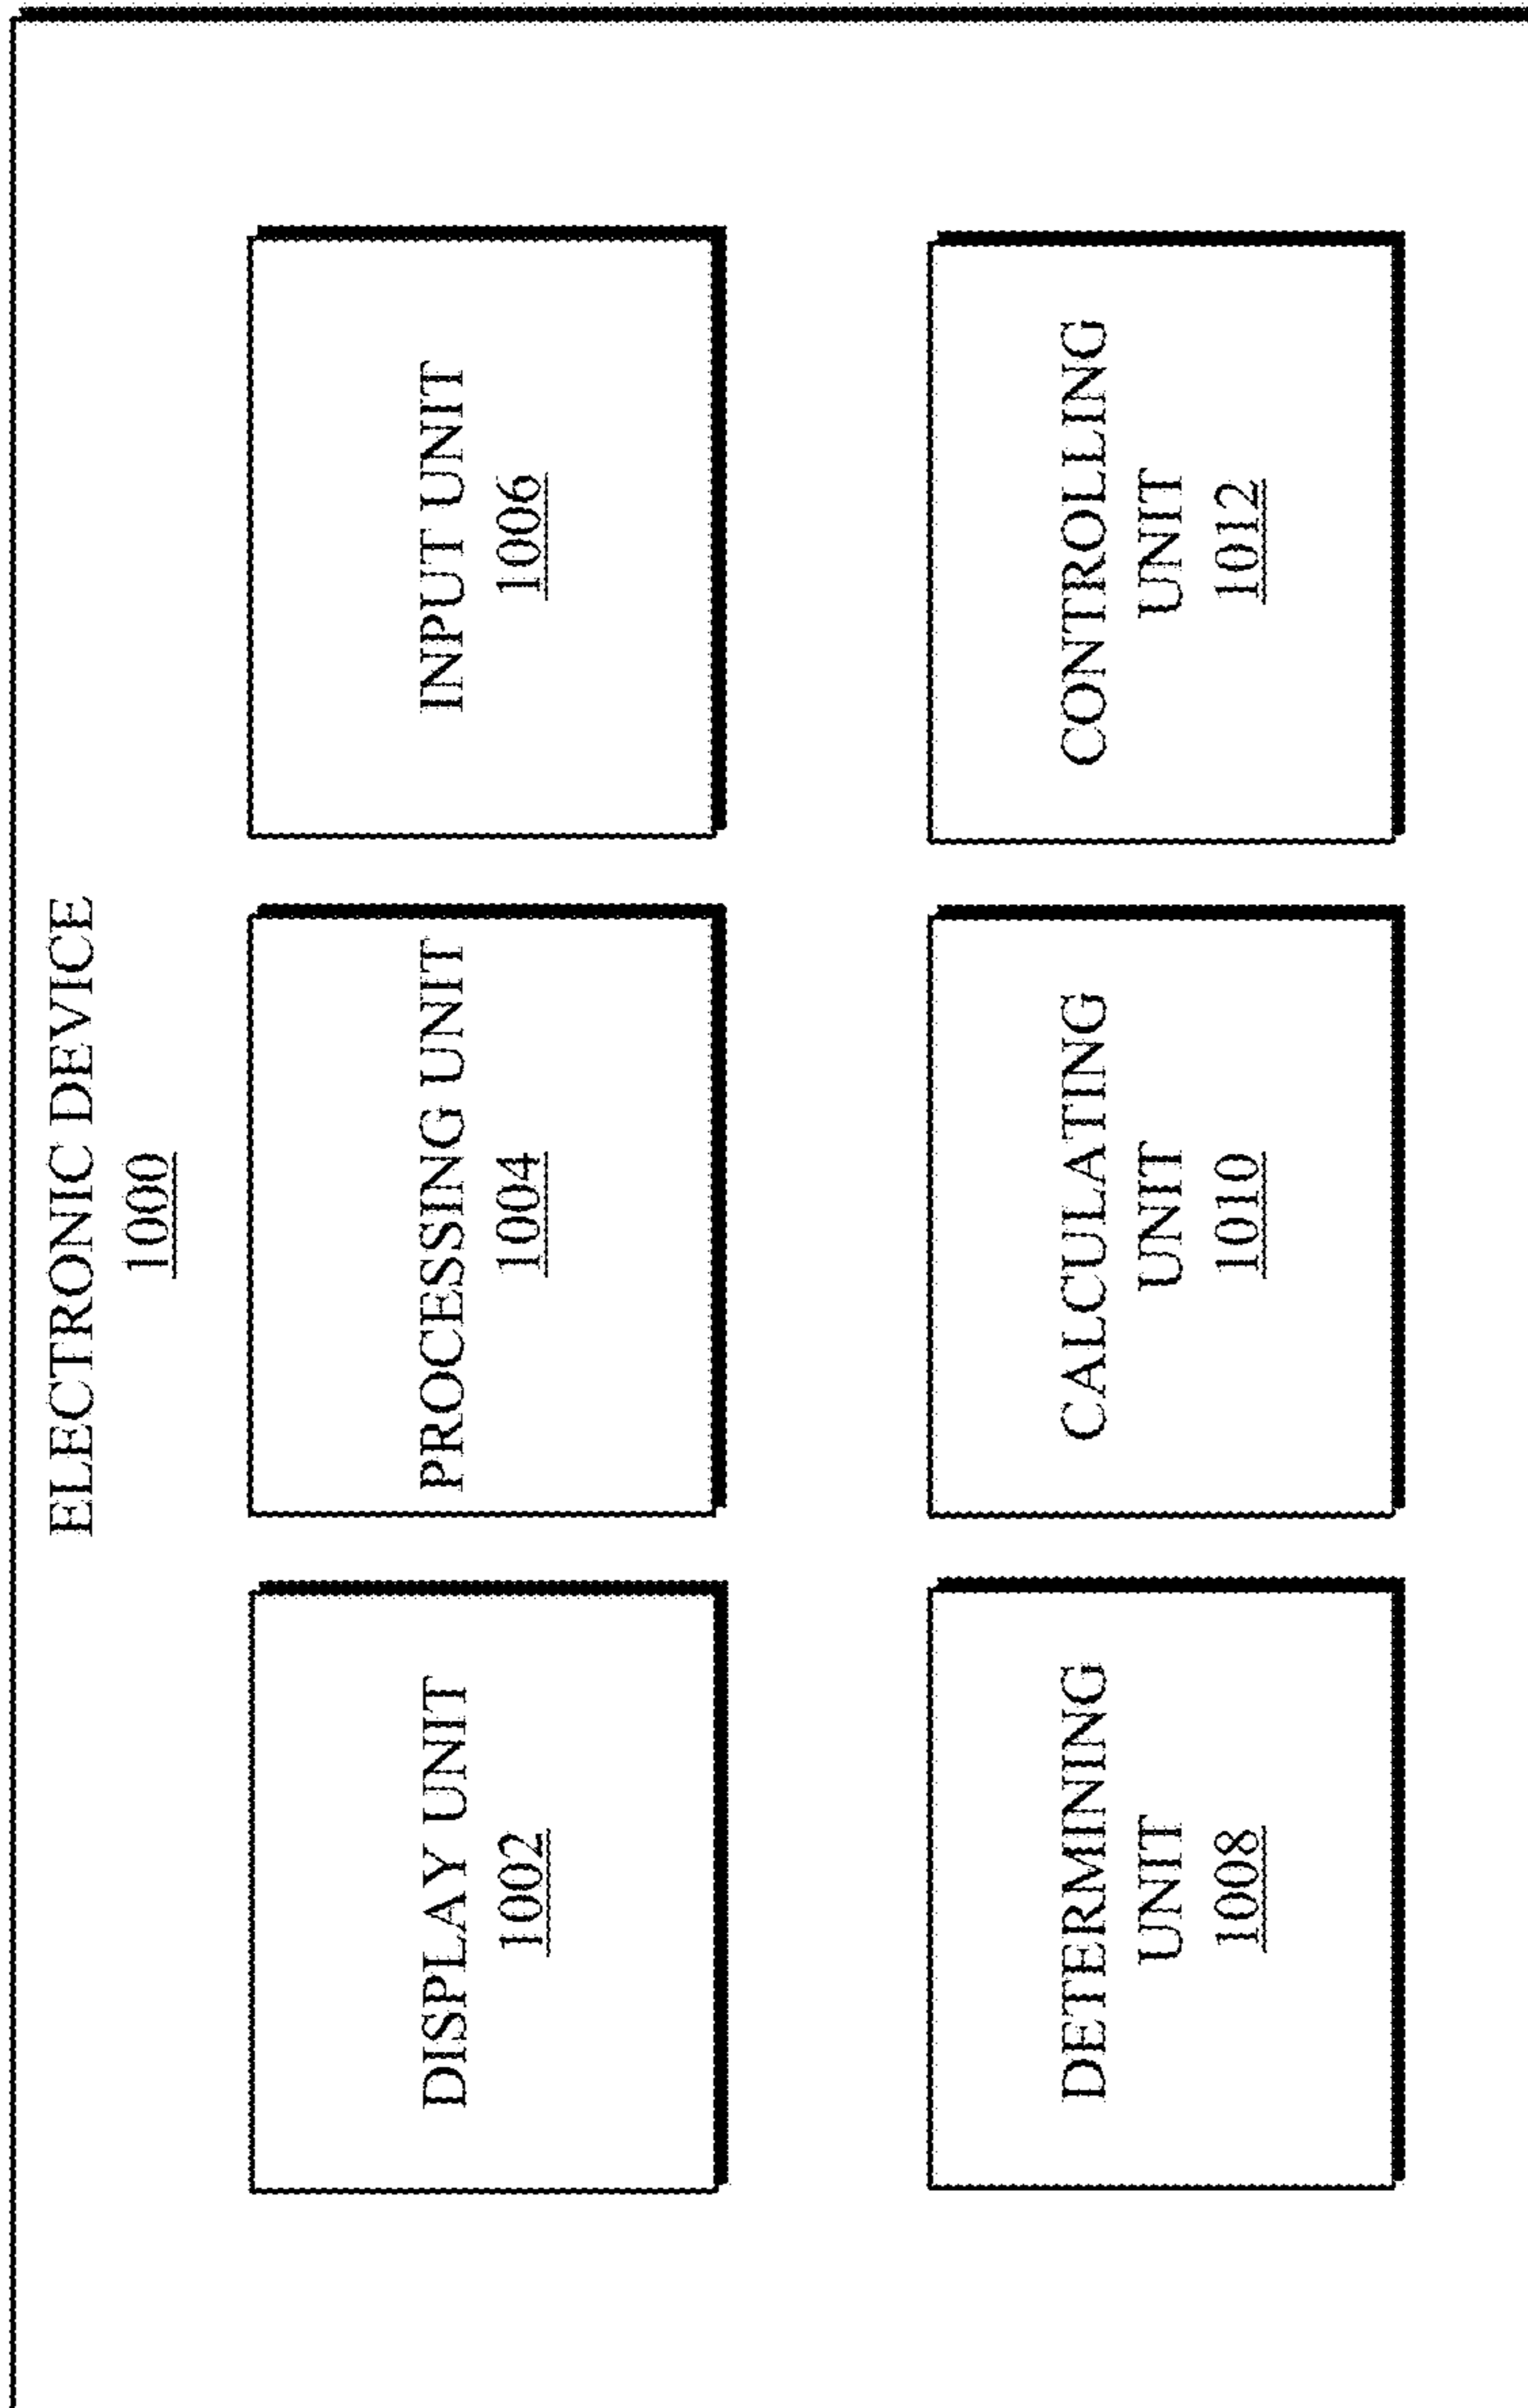 ELECTRONIC DEVICE
1000
DISPLAY UNIT
1002
PROCESSING UNIT
1004
INPUT UNIT
1006
DETERMINING
UNIT
1008
CALCULATING
UNIT
1010
CONTROLLING
UNIT
1012